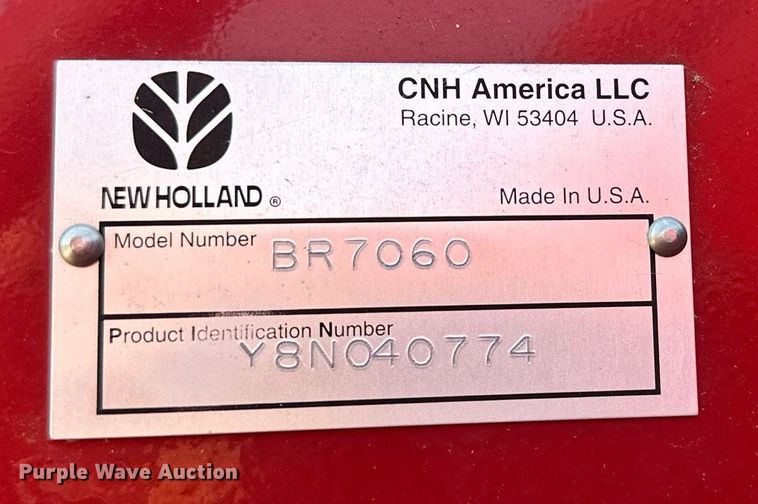 CNH America LLC
Racine, WI 53404 U.S.A.
NEW HOLLAND ®
Made In U.S.A.
Model Number BR7060
Product Identification Number
Y8N040774
Purple Wave Auction